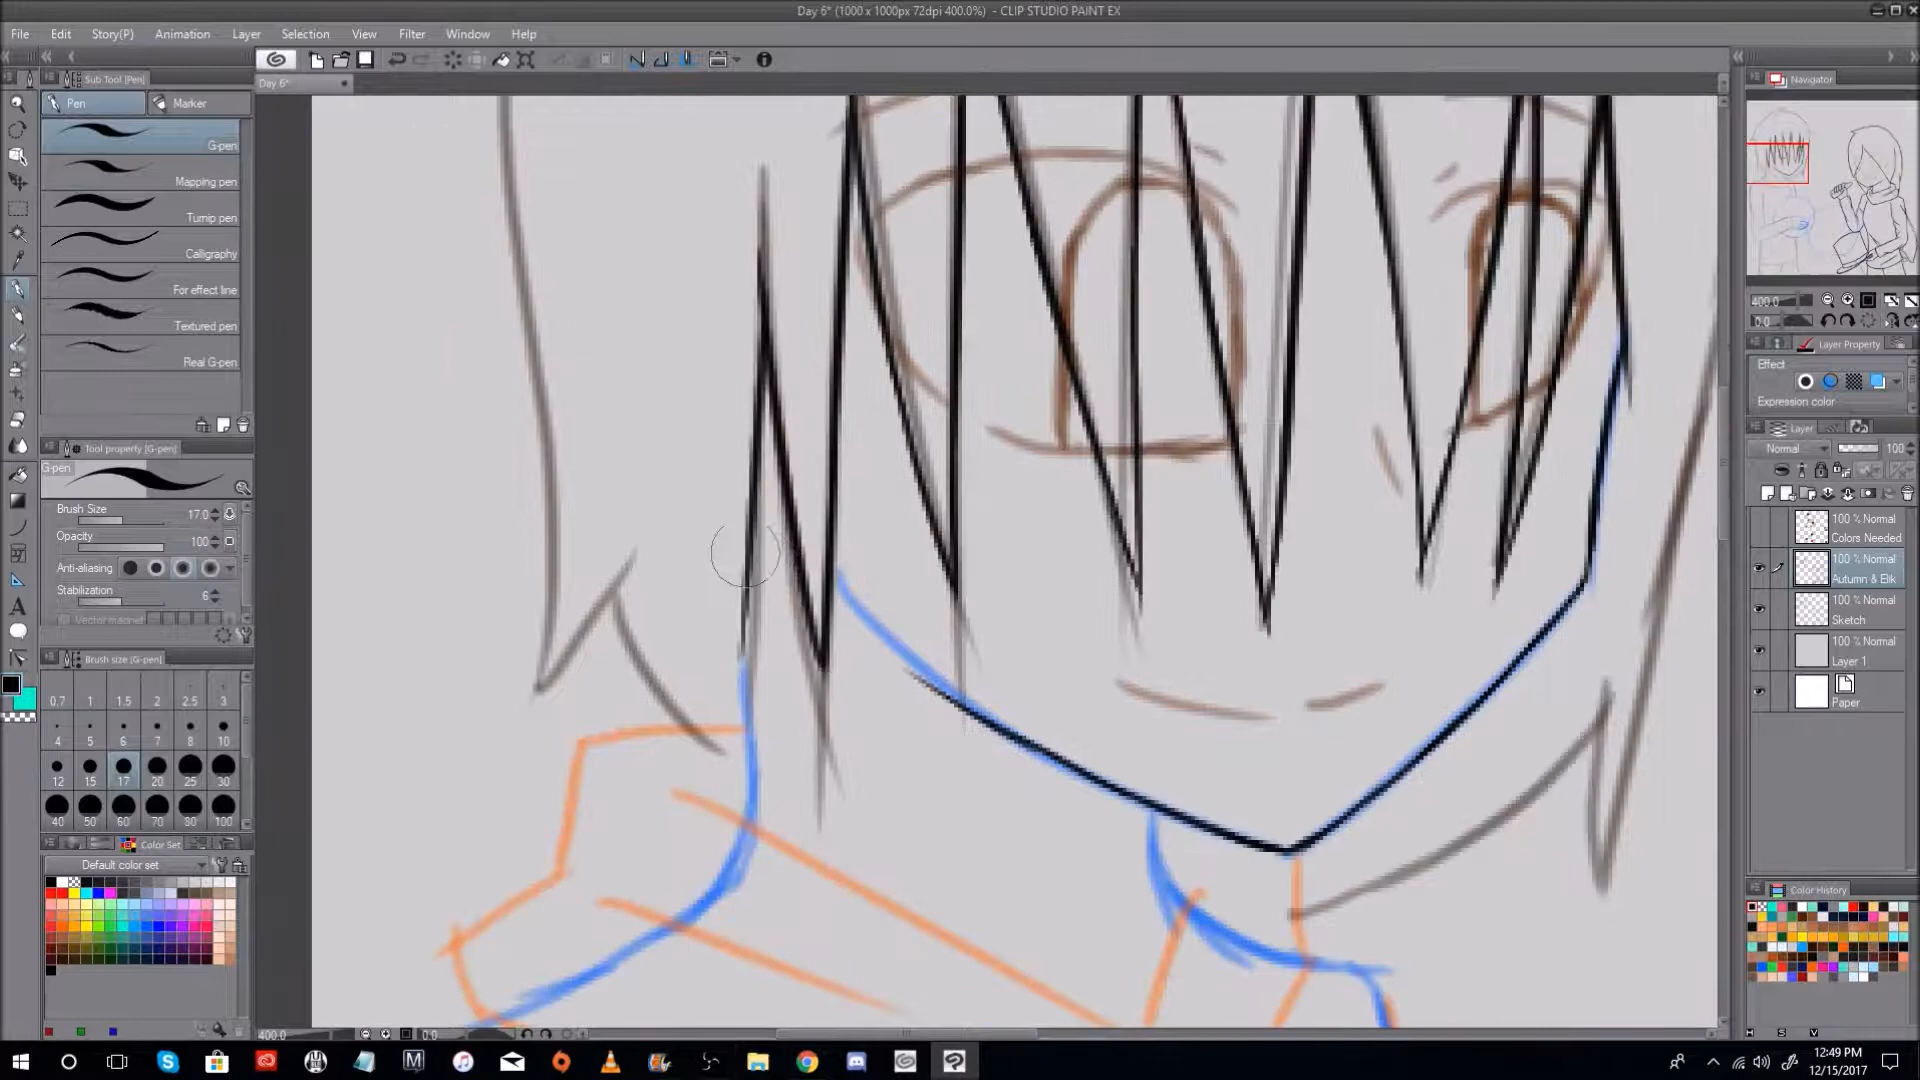 Day 6* (1000 x 1000px 72dpi 400.0%) - CLIP STUDIO PAINT EX
File Edit Story(P) Animation Layer Selection View Filter Window Help
Sub Tool [Pen]
Day 6*
Navigator
Pen Marker
G-pen
Mapping pen
Turnip pen
Calligraphy
For effect line
Textured pen
Real G-pen
400.0
0.0
Layer Property
Effect
Expression color
Tool property [G-pen]
G-pen
Brush Size 17.0
Opacity 100
Anti-aliasing
Stabilization 6
Vector magnet
Layer
Normal 100
100 % Normal
Colors Needed
100 % Normal
Autumn & Elik
100 % Normal
Sketch
100 % Normal
Layer 1
Paper
Brush size [G-pen]
0.7 1 1.5 2 2.5 3
4 5 6 7 8 10
12 15 17 20 25 30
40 50 60 70 80 100
Color Set
Default color set
Color History
H S V
400.0 0.0
12:49 PM
12/15/2017